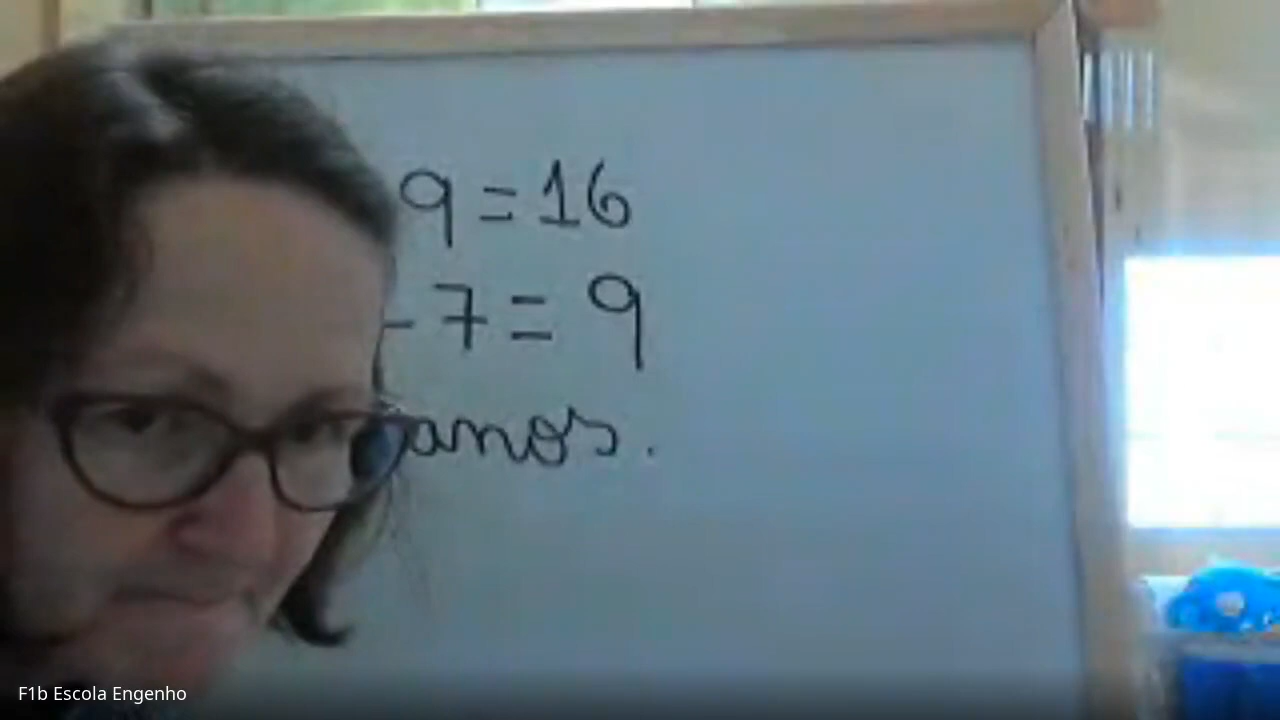 9 = 16
- 7 = 9
anos.
F1b Escola Engenho